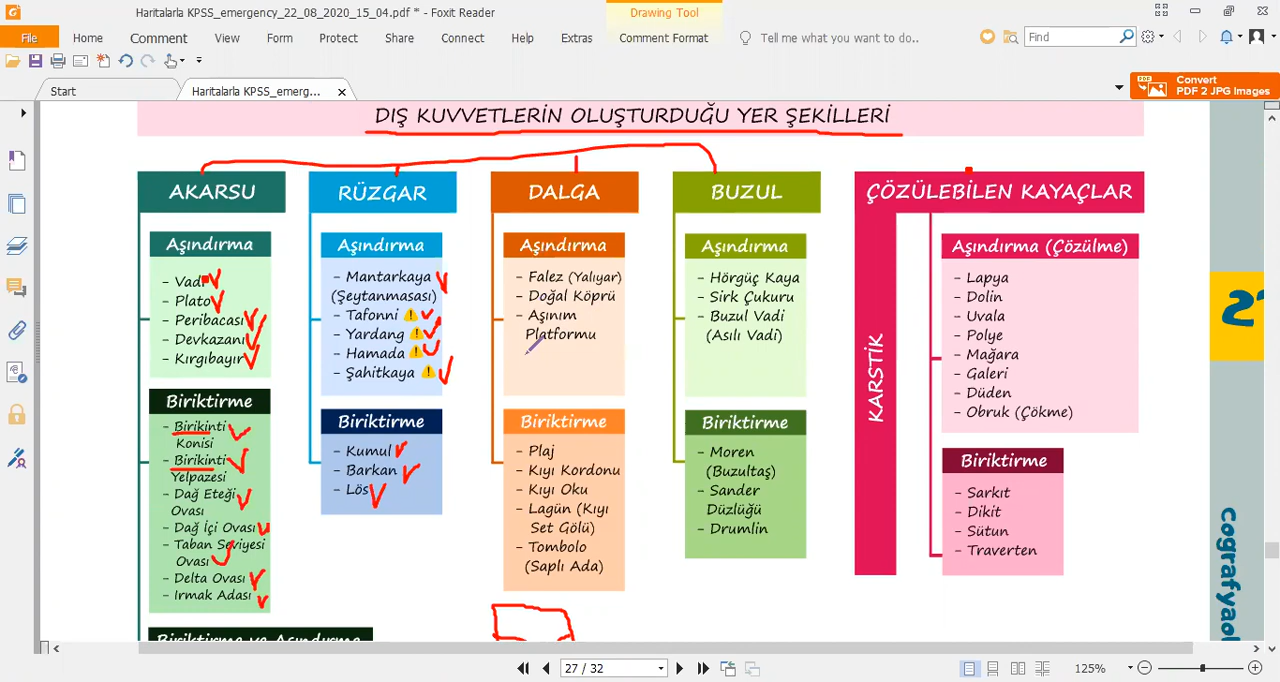 Haritalarla KPSS_emergency_22_08_2020_15_04.pdf * - Foxit Reader
Drawing Tool
File
Home
Comment
View
Form
Protect
Share
Connect
Help
Extras
Comment Format
Tell me what you want to do..
Find
Start
Haritalarla KPSS_emerg...
Convert
PDF 2 JPG Images
DIŞ KUVVETLERİN OLUŞTURDUĞU YER ŞEKİLLERİ
AKARSU
Aşındırma
- Vadi
- Plato
- Peribacası
- Devkazanı
- Kırgıbayır
Biriktirme
- Birikinti
Konisi
- Birikinti
Yelpazesi
- Dağ Eteği
Ovası
- Dağ İçi Ovası
- Taban Seviyesi
Ovası
- Delta Ovası
- Irmak Adası
Biriktirme ve Aşındırma
RÜZGAR
Aşındırma
- Mantarkaya
(Şeytanmasası)
- Tafonni
- Yardang
- Hamada
- Şahitkaya
Biriktirme
- Kumul
- Barkan
- Lös
DALGA
Aşındırma
- Falez (Yalıyar)
- Doğal Köprü
- Aşınım
Platformu
Biriktirme
- Plaj
- Kıyı Kordonu
- Kıyı Oku
- Lagün (Kıyı
Set Gölü)
- Tombolo
(Saplı Ada)
BUZUL
Aşındırma
- Hörgüç Kaya
- Sirk Çukuru
- Buzul Vadi
(Asılı Vadi)
Biriktirme
- Moren
(Buzultaş)
- Sander
Düzlüğü
- Drumlin
ÇÖZÜLEBİLEN KAYAÇLAR
KARSTİK
Aşındırma (Çözülme)
- Lapya
- Dolin
- Uvala
- Polye
- Mağara
- Galeri
- Düden
- Obruk (Çökme)
Biriktirme
- Sarkıt
- Dikit
- Sütun
- Traverten
27 / 32
125%